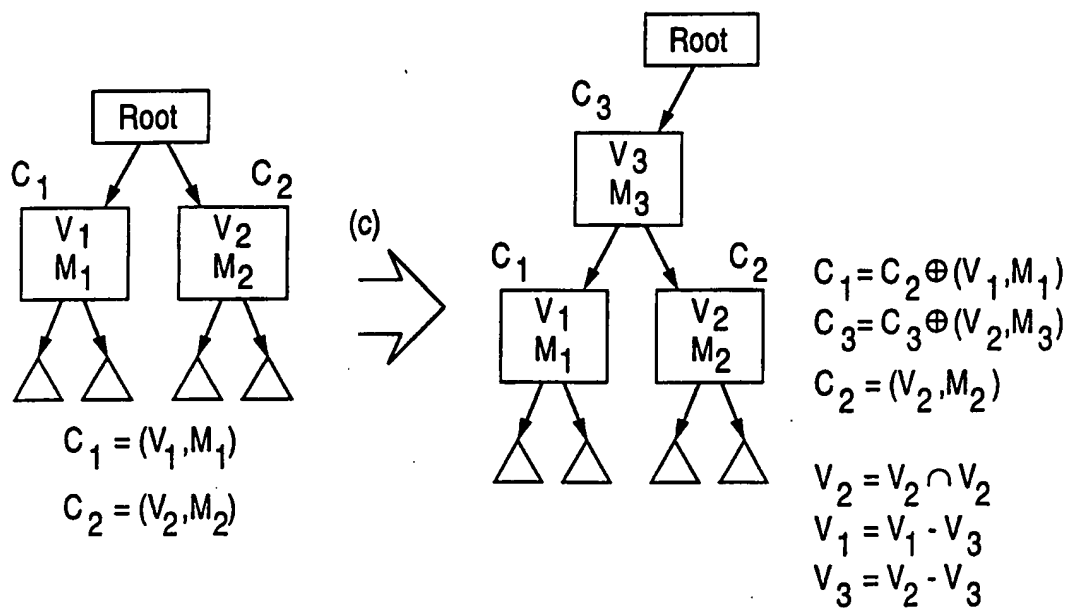 Root
C1 C2
V1 V2
M1 M2
C1 = (V1,M1)
C2 = (V2,M2)
(c)
Root
C3
V3
M3
C1 C2
V1 V2
M1 M2
C1 = C2 ⊕ (V1,M1)
C3 = C3 ⊕ (V2,M3)
C2 = (V2,M2)
V2 = V2 ∩ V2
V1 = V1 - V3
V3 = V2 - V3